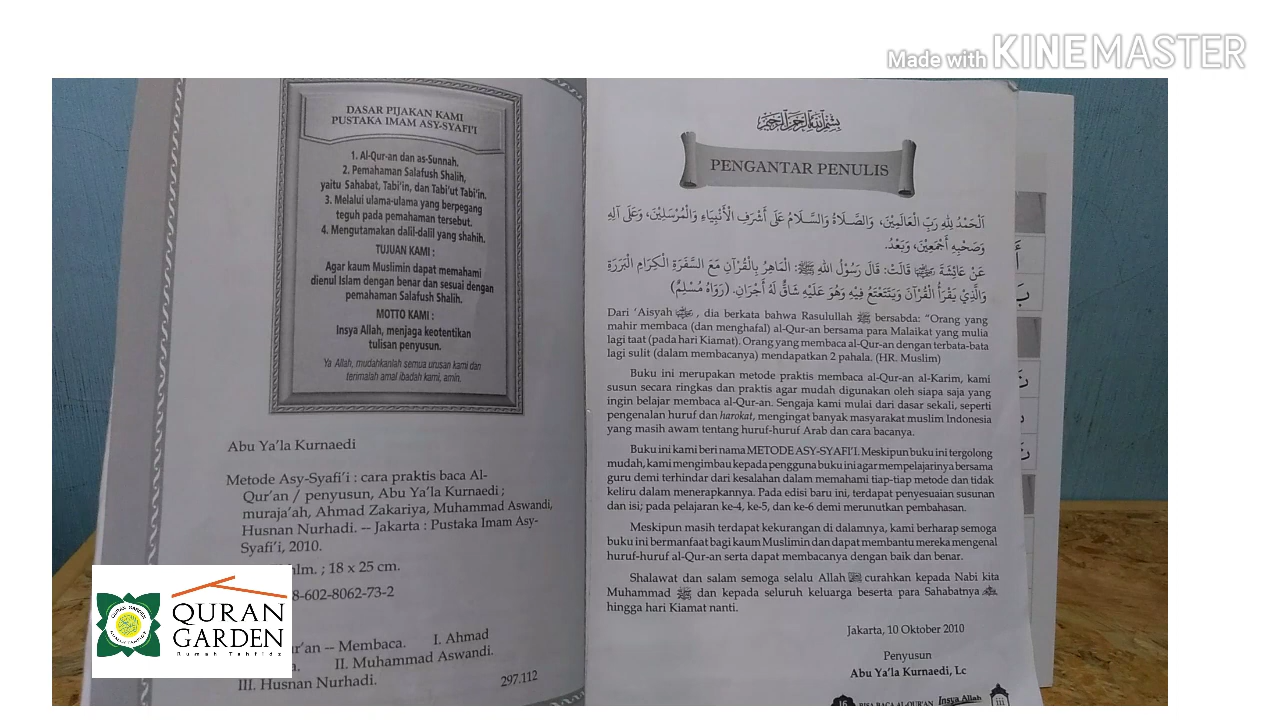 Made with KINEMASTER
DASAR PIJAKAN KAMI
PUSTAKA IMAM ASY-SYAFI'I
1. Al-Qur-an dan as-Sunnah.
2. Pemahaman Salafush Shalih,
yaitu Sahabat, Tabi'in, dan Tabi'ut Tabi'in.
3. Melalui ulama-ulama yang berpegang
teguh pada pemahaman tersebut.
4. Mengutamakan dalil-dalil yang shahih.
TUJUAN KAMI :
Agar kaum Muslimin dapat memahami
dienul Islam dengan benar dan sesuai dengan
pemahaman Salafush Shalih.
MOTTO KAMI :
Insya Allah, menjaga keotentikan
tulisan penyusun.
Ya Allah, mudahkanlah semua urusan kami dan
terimalah amal ibadah kami, amin.
Abu Ya'la Kurnaedi
Metode Asy-Syafi'i : cara praktis baca Al-
Qur'an / penyusun, Abu Ya'la Kurnaedi ;
muraja'ah, Ahmad Zakariya, Muhammad Aswandi,
Husnan Nurhadi. -- Jakarta : Pustaka Imam Asy-
Syafi'i, 2010.
hlm. ; 18 x 25 cm.
8-602-8062-73-2
ur'an -- Membaca. I. Ahmad
a. II. Muhammad Aswandi.
III. Husnan Nurhadi.
297.112
QURAN GARDEN
QURAN
GARDEN
Rumah Tahfidz
بِسْمِ اللَّهِ الرَّحْمَنِ الرَّحِيمِ
PENGANTAR PENULIS
اَلْحَمْدُ لِلّٰهِ رَبِّ الْعَالَمِيْنَ، وَالصَّلَاةُ وَالسَّلَامُ عَلَى أَشْرَفِ الْأَنْبِيَاءِ وَالْمُرْسَلِيْنَ، وَعَلَى آلِهِ
وَصَحْبِهِ أَجْمَعِيْنَ، وَبَعْدُ.
عَنْ عَائِشَةَ قَالَتْ: قَالَ رَسُوْلُ اللهِ ﷺ: الْمَاهِرُ بِالْقُرْآنِ مَعَ السَّفَرَةِ الْكِرَامِ الْبَرَرَةِ
وَالَّذِيْ يَقْرَأُ الْقُرْآنَ وَيَتَتَعْتَعُ فِيْهِ وَهُوَ عَلَيْهِ شَاقٌّ لَهُ أَجْرَانِ. (رَوَاهُ مُسْلِمٌ)
Dari 'Aisyah , dia berkata bahwa Rasulullah ﷺ bersabda: "Orang yang
mahir membaca (dan menghafal) al-Qur-an bersama para Malaikat yang mulia
lagi taat (pada hari Kiamat). Orang yang membaca al-Qur-an dengan terbata-bata
lagi sulit (dalam membacanya) mendapatkan 2 pahala. (HR. Muslim)
Buku ini merupakan metode praktis membaca al-Qur-an al-Karim, kami
susun secara ringkas dan praktis agar mudah digunakan oleh siapa saja yang
ingin belajar membaca al-Qur-an. Sengaja kami mulai dari dasar sekali, seperti
pengenalan huruf dan harokat, mengingat banyak masyarakat muslim Indonesia
yang masih awam tentang huruf-huruf Arab dan cara bacanya.
Buku ini kami beri nama METODE ASY-SYAFI'I. Meskipun buku ini tergolong
mudah, kami mengimbau kepada pengguna buku ini agar mempelajarinya bersama
guru demi terhindar dari kesalahan dalam memahami tiap-tiap metode dan tidak
keliru dalam menerapkannya. Pada edisi baru ini, terdapat penyesuaian susunan
dan isi; pada pelajaran ke-4, ke-5, dan ke-6 demi merunutkan pembahasan.
Meskipun masih terdapat kekurangan di dalamnya, kami berharap semoga
buku ini bermanfaat bagi kaum Muslimin dan dapat membantu mereka mengenal
huruf-huruf al-Qur-an serta dapat membacanya dengan baik dan benar.
Shalawat dan salam semoga selalu Allah curahkan kepada Nabi kita
Muhammad ﷺ dan kepada seluruh keluarga beserta para Sahabatnya ,
hingga hari Kiamat nanti.
Jakarta, 10 Oktober 2010
Penyusun
Abu Ya'la Kurnaedi, Lc
16 BISA BACA AL-QUR'AN Insya Allah iii